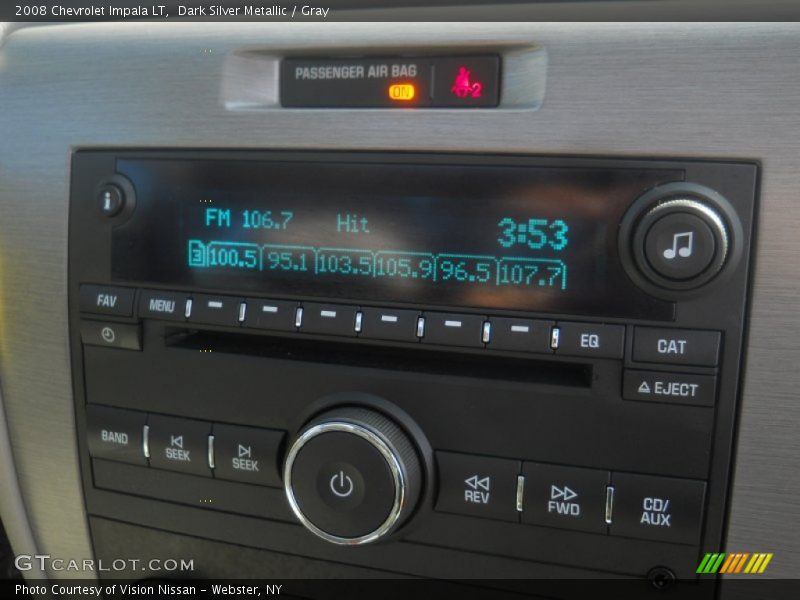 2008 Chevrolet Impala LT,  Dark Silver Metallic / Gray
PASSENGER AIR BAG
ON
2
i
FM 106.7 Hit 3:53
3 100.5 95.1 103.5 105.9 96.5 107.7
FAV MENU EQ CAT
EJECT
BAND SEEK SEEK
REV FWD CD/
AUX
GTCARLOT.COM
Photo Courtesy of Vision Nissan - Webster, NY